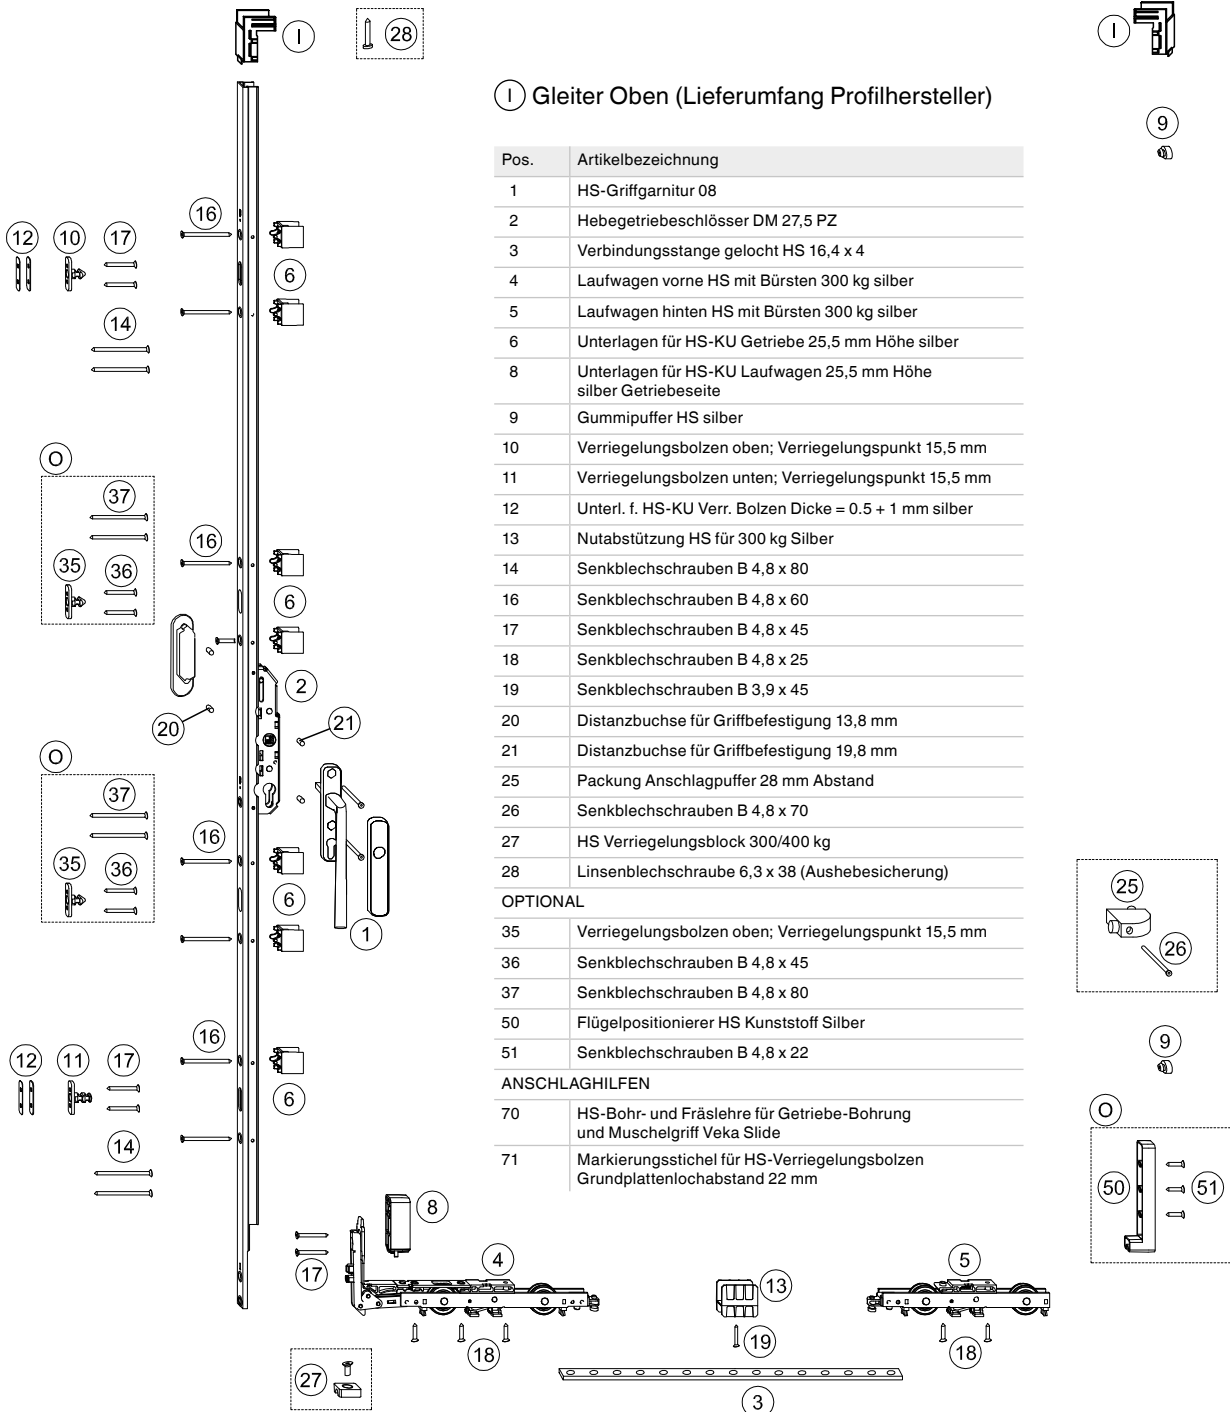 I
28
I
I Gleiter Oben (Lieferumfang Profilhersteller)
9
Pos. Artikelbezeichnung
1 HS-Griffgarnitur 08
2 Hebegetriebeschlösser DM 27,5 PZ
3 Verbindungsstange gelocht HS 16,4 x 4
4 Laufwagen vorne HS mit Bürsten 300 kg silber
5 Laufwagen hinten HS mit Bürsten 300 kg silber
6 Unterlagen für HS-KU Getriebe 25,5 mm Höhe silber
8 Unterlagen für HS-KU Laufwagen 25,5 mm Höhe
silber Getriebeseite
9 Gummipuffer HS silber
10 Verriegelungsbolzen oben; Verriegelungspunkt 15,5 mm
11 Verriegelungsbolzen unten; Verriegelungspunkt 15,5 mm
12 Unterl. f. HS-KU Verr. Bolzen Dicke = 0.5 + 1 mm silber
13 Nutabstützung HS für 300 kg Silber
14 Senkblechschrauben B 4,8 x 80
16 Senkblechschrauben B 4,8 x 60
17 Senkblechschrauben B 4,8 x 45
18 Senkblechschrauben B 4,8 x 25
19 Senkblechschrauben B 3,9 x 45
20 Distanzbuchse für Griffbefestigung 13,8 mm
21 Distanzbuchse für Griffbefestigung 19,8 mm
25 Packung Anschlagpuffer 28 mm Abstand
26 Senkblechschrauben B 4,8 x 70
27 HS Verriegelungsblock 300/400 kg
28 Linsenblechschraube 6,3 x 38 (Aushebesicherung)
OPTIONAL
35 Verriegelungsbolzen oben; Verriegelungspunkt 15,5 mm
36 Senkblechschrauben B 4,8 x 45
37 Senkblechschrauben B 4,8 x 80
50 Flügelpositionierer HS Kunststoff Silber
51 Senkblechschrauben B 4,8 x 22
ANSCHLAGHILFEN
70 HS-Bohr- und Fräslehre für Getriebe-Bohrung
und Muschelgriff Veka Slide
71 Markierungsstichel für HS-Verriegelungsbolzen
Grundplattenlochabstand 22 mm
16
12 10 17
6
14
O
37
16
35 36
6
2
20 21
O
37
16
35 36
6
1
25
26
16
12 11 17
6
14
9
O
50 51
8
17
4
13
5
18
19
18
27
3